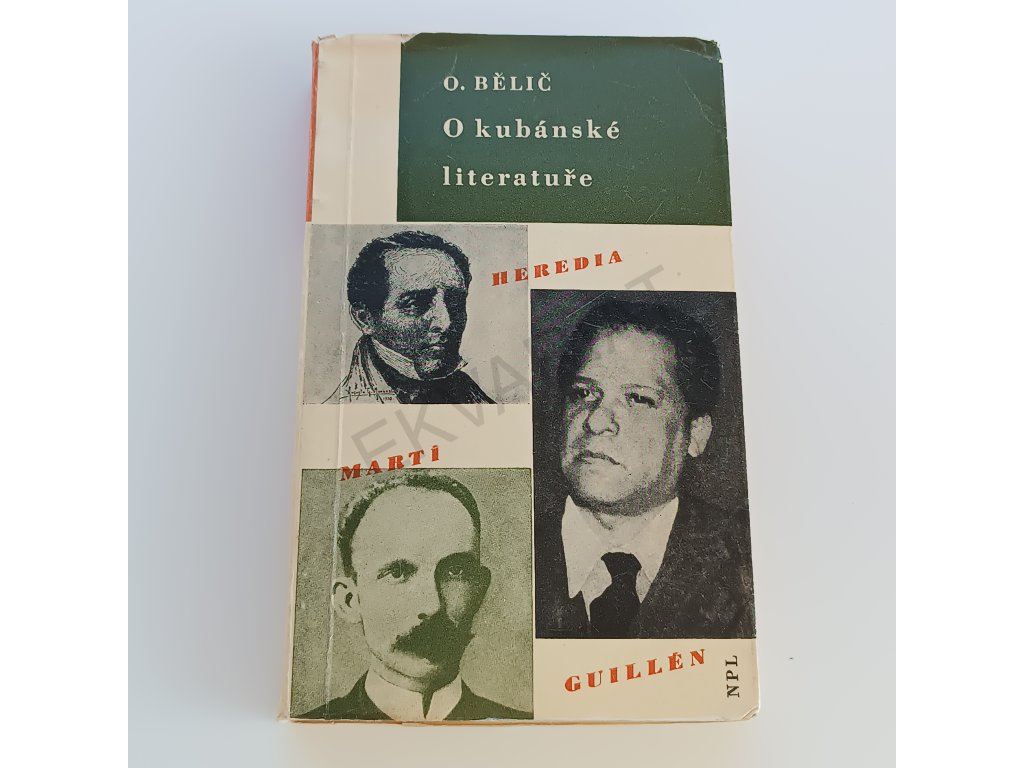 O. BĚLIČ
O kubánské
literatuře
HEREDIA
MARTÍ
GUILLÉN
NPL